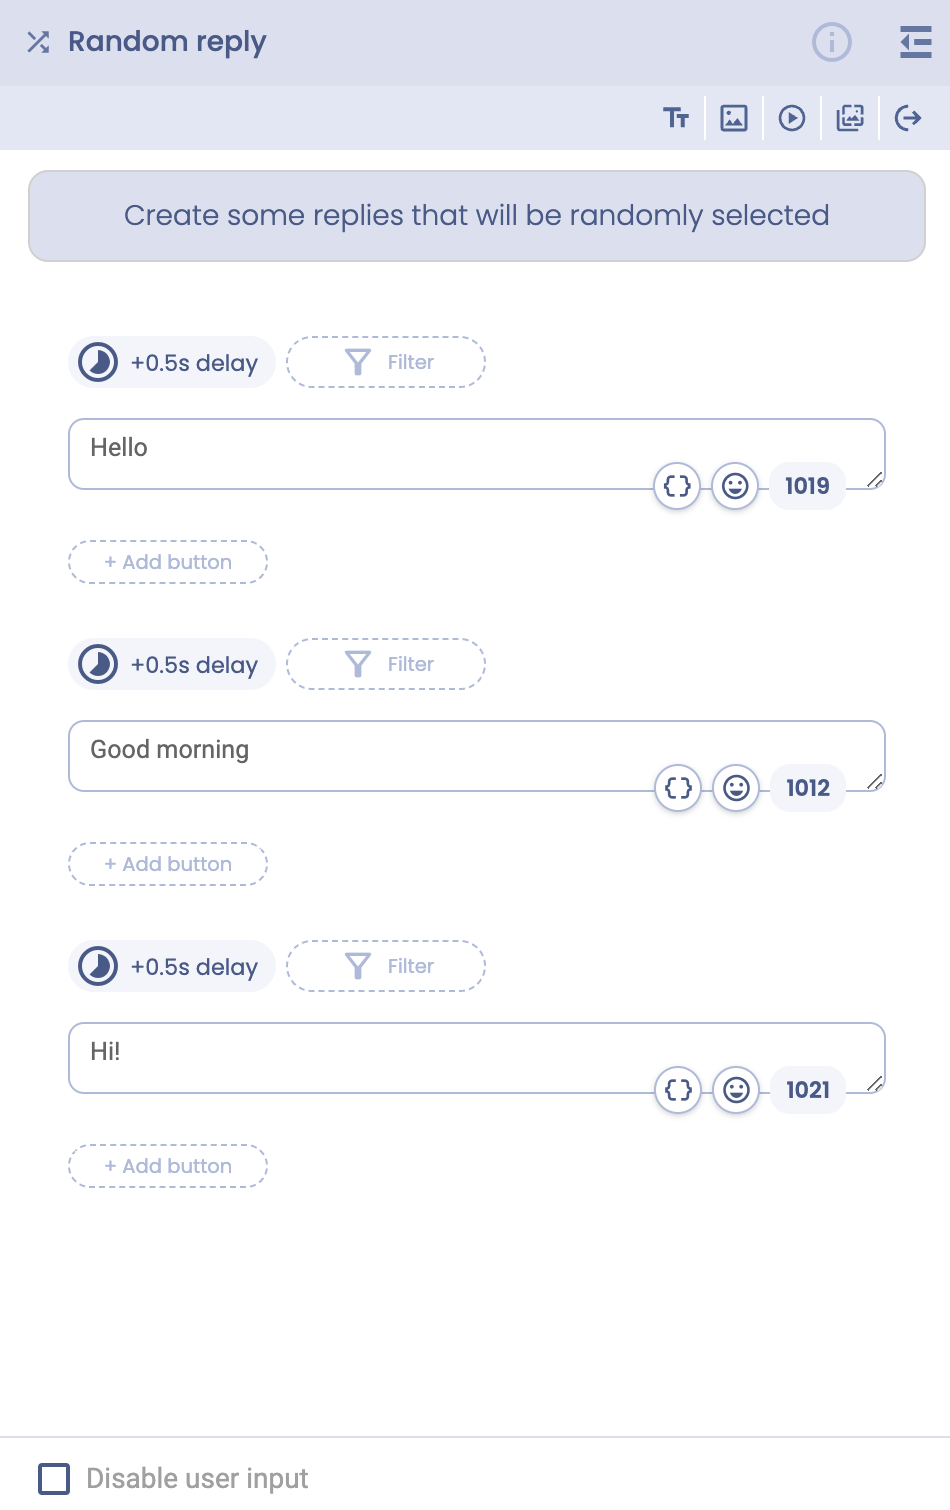 Random reply
Create some replies that will be randomly selected
+0.5s delay Filter
Hello
1019
+ Add button
+0.5s delay Filter
Good morning
1012
+ Add button
+0.5s delay Filter
Hi!
1021
+ Add button
Disable user input